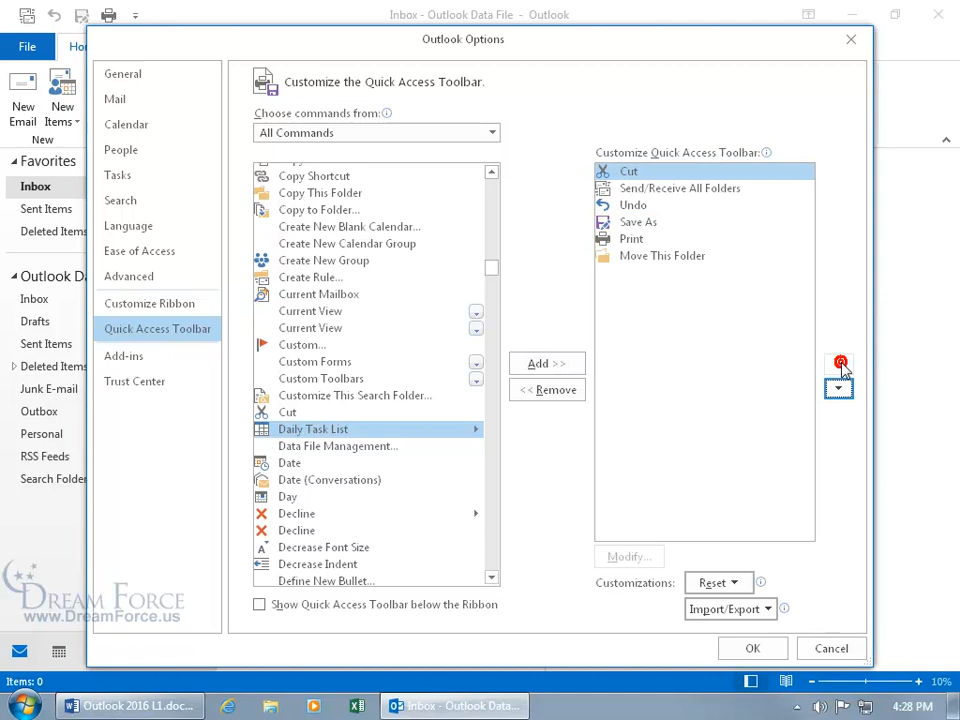 Inbox - Outlook Data File - Outlook
File
Outlook Options
General
Mail
Calendar
People
Tasks
Search
Language
Ease of Access
Advanced
Customize Ribbon
Quick Access Toolbar
Add-ins
Trust Center
New
Email
New
Items
New
Favorites
Inbox
Sent Items
Deleted Items
Inbox
Drafts
Sent Items
Deleted Items
Junk E-mail
Outbox
Personal
RSS Feeds
Customize the Quick Access Toolbar.
Choose commands from:
All Commands
Copy Shortcut
Copy This Folder
Copy to Folder...
Create New Blank Calendar...
Create New Calendar Group
Create New Group
Create Rule...
Current Mailbox
Current View
Current View
Custom...
Custom Forms
Custom Toolbars
Customize This Search Folder...
Cut
Daily Task List
Data File Management...
Date
Date (Conversations)
Day
Decline
Decline
Decrease Font Size
Decrease Indent
Define New Bullet...
Show Quick Access Toolbar below the Ribbon
Add >>
<< Remove
Customize Quick Access Toolbar:
Cut
Send/Receive All Folders
Undo
Save As
Print
Move This Folder
Modify...
Customizations:
Reset
Import/Export
OK
Cancel
DREAM FORCE
www.DreamForce.us
Items: 0
10%
Outlook 2016 L1.doc...
Inbox - Outlook Data...
4:28 PM